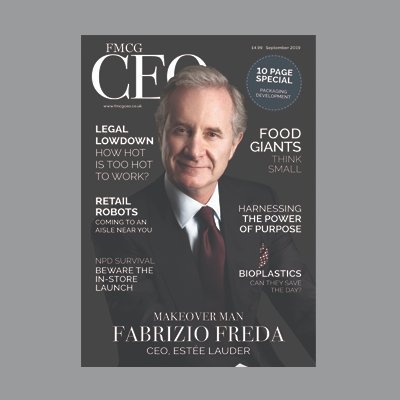 FMCG
CEO
£4.99 September 2019
www.fmcgceo.co.uk
10 PAGE
SPECIAL
PACKAGING
DEVELOPMENT
LEGAL
LOWDOWN
HOW HOT
IS TOO HOT
TO WORK?
FOOD
GIANTS
THINK
SMALL
RETAIL
ROBOTS
COMING TO AN
AISLE NEAR YOU
HARNESSING
THE POWER
OF PURPOSE
NPD SURVIVAL
BEWARE THE
IN-STORE
LAUNCH
BIOPLASTICS
CAN THEY SAVE
THE DAY?
MAKEOVER MAN
FABRIZIO FREDA
CEO, ESTÉE LAUDER